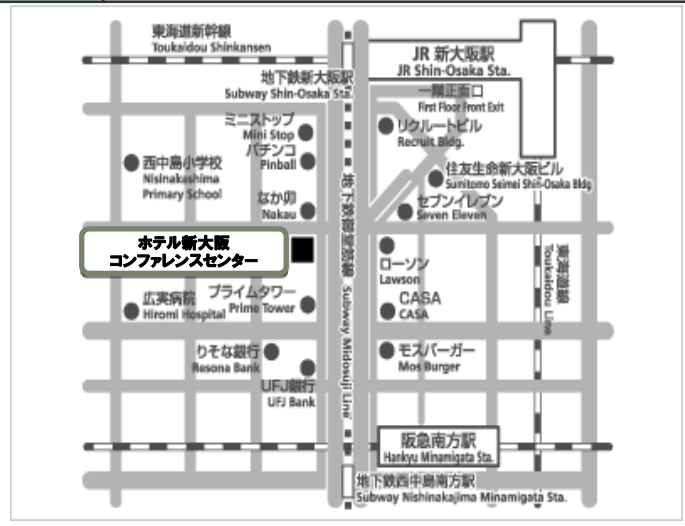 東海道新幹線
Toukaidou Shinkansen
JR 新大阪駅
JR Shin-Osaka Sta.
地下鉄新大阪駅
Subway Shin-Osaka Sta.
一階正面口
First Floor Front Exit
ミニストップ
Mini Stop
リクルートビル
Recruit Bldg.
パチンコ
Pinball
西中島小学校
Nisinakashima
Primary School
住友生命新大阪ビル
Sumitomo Seimei Shin-Osaka Bldg
なか卯
Nakau
セブンイレブン
Seven Eleven
地下鉄御堂筋線 Subway Midosuji Line
ホテル新大阪
コンファレンスセンター
ローソン
Lawson
東海道線
Toukaidou Line
広実病院
Hiromi Hospital
プライムタワー
Prime Tower
CASA
CASA
りそな銀行
Resona Bank
モスバーガー
Mos Burger
UFJ銀行
UFJ Bank
阪急南方駅
Hankyu Minamigata Sta.
地下鉄西中島南方駅
Subway Nishinakajima Minamigata Sta.